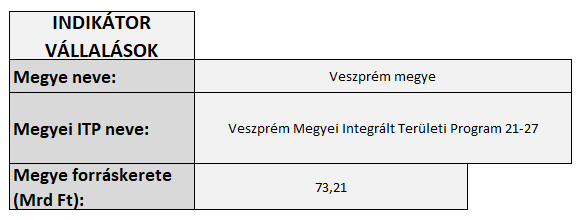 INDIKÁTOR
VÁLLALÁSOK
Megye neve: Veszprém megye
Megyei ITP neve: Veszprém Megyei Integrált Területi Program 21-27
Megye forráskerete
(Mrd Ft): 73,21